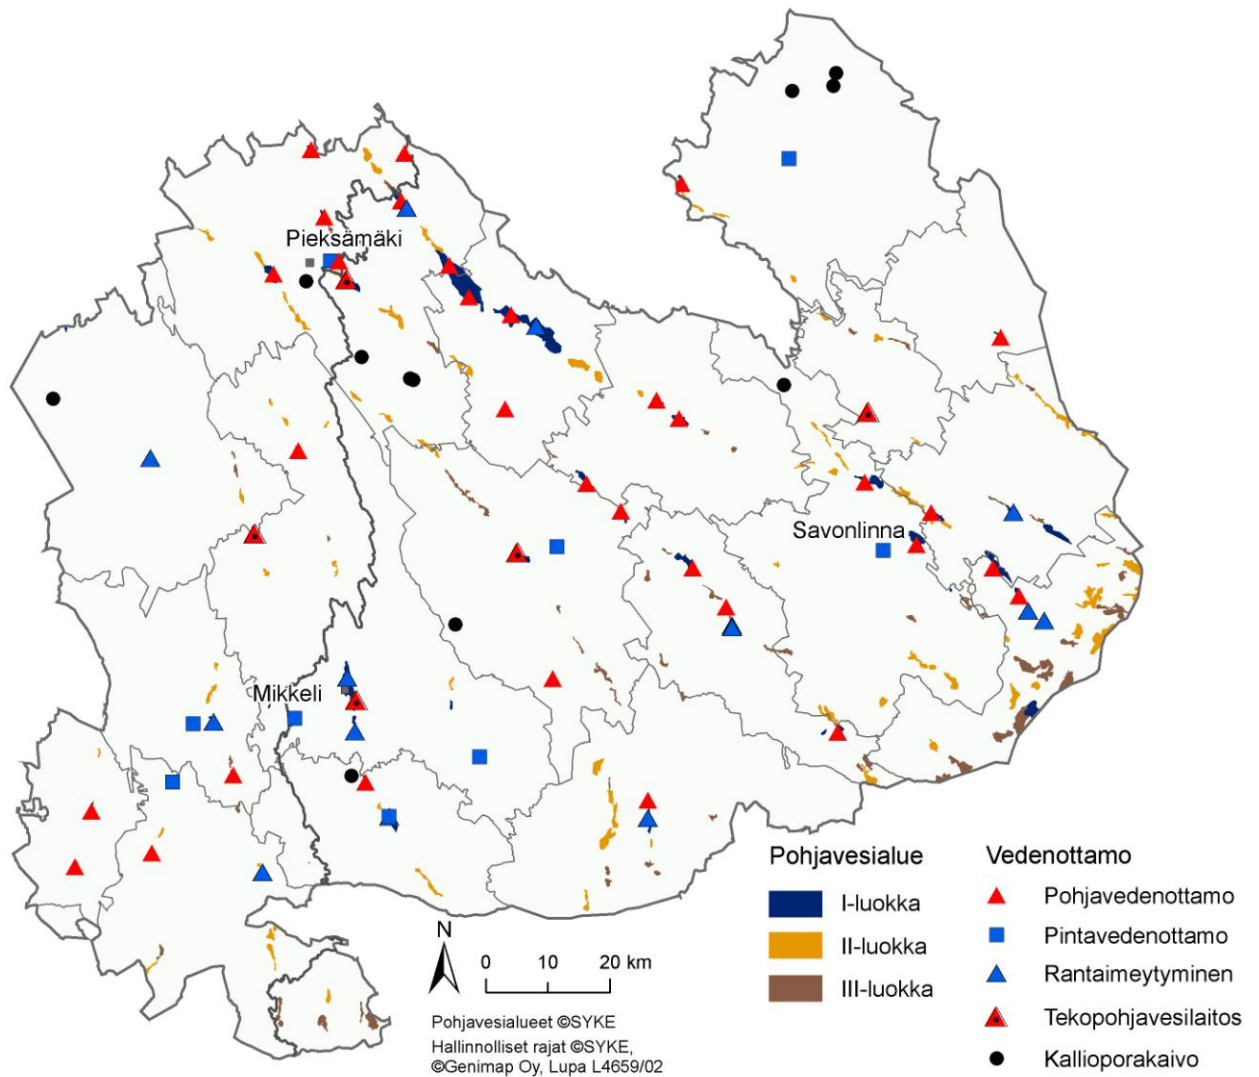 Pieksämäki
Savonlinna
Mikkeli
Pohjavesialue
I-luokka
II-luokka
III-luokka
Vedenottamo
Pohjavedenottamo
Pintavedenottamo
Rantaimeytyminen
Tekopohjavesilaitos
Kallioporakaivo
N
0 10 20 km
Pohjavesialueet ©SYKE
Hallinnolliset rajat ©SYKE,
©Genimap Oy, Lupa L4659/02